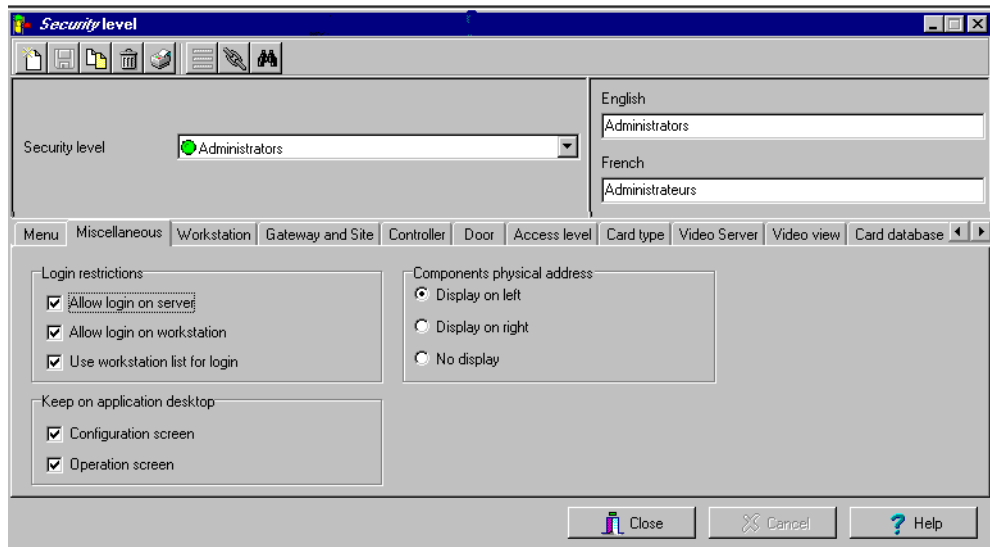 Security level
English
Administrators
Security level
Administrators
French
Administrateurs
Menu Miscellaneous Workstation Gateway and Site Controller Door Access level Card type Video Server Video view Card database
Login restrictions
Allow login on server
Allow login on workstation
Use workstation list for login
Components physical address
Display on left
Display on right
No display
Keep on application desktop
Configuration screen
Operation screen
Close Cancel Help